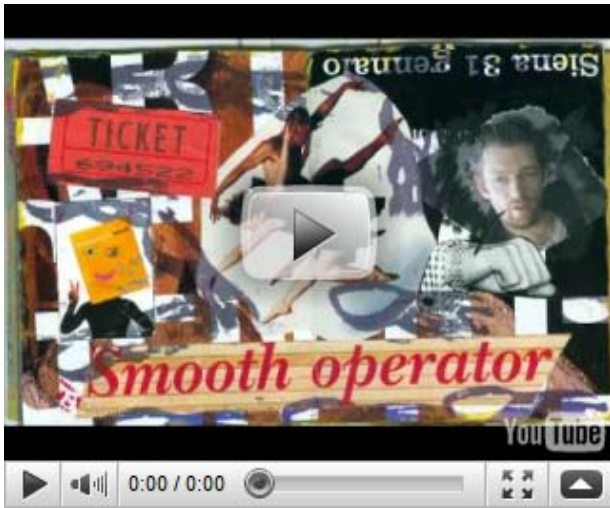 Siena 31 gennaio
TICKET
694522
Smooth operator
YouTube
0:00 / 0:00